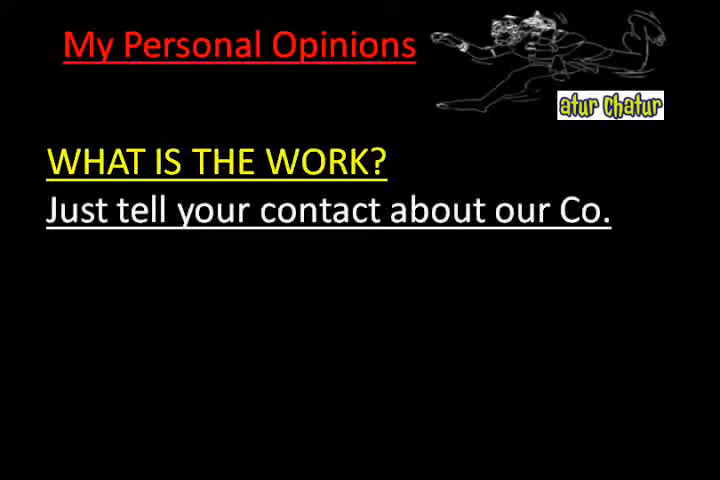 My Personal Opinions
atur Chatur
WHAT IS THE WORK?
Just tell your contact about our Co.